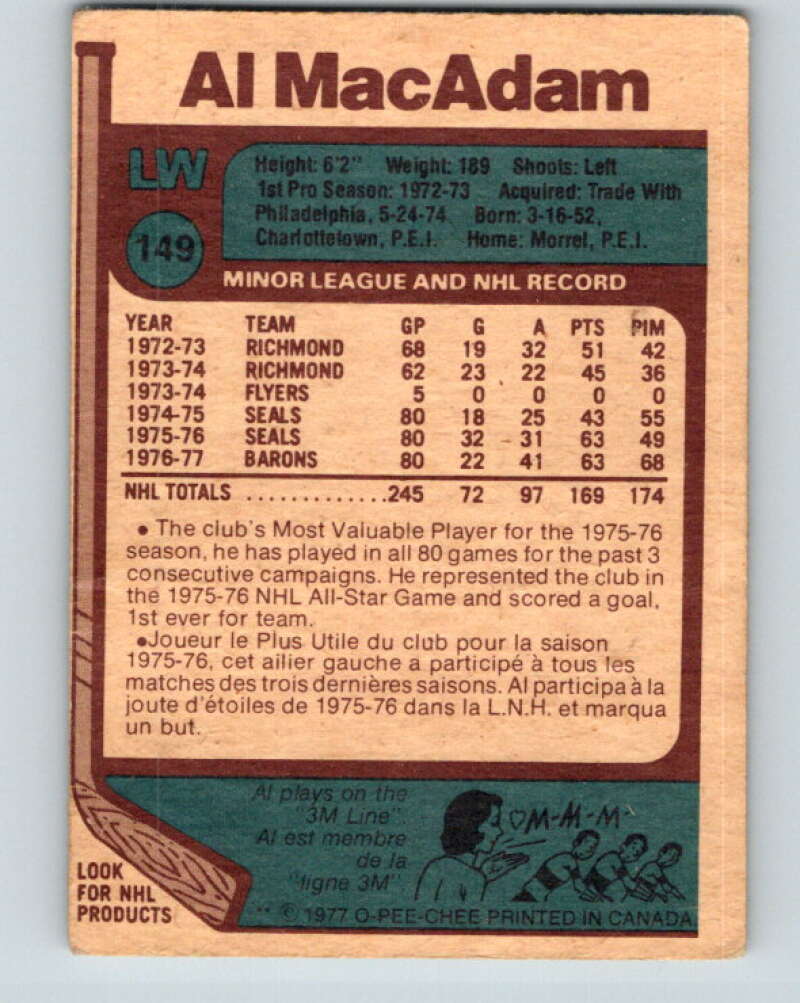 Al MacAdam
LW
149
Height: 6'2" Weight: 189 Shoots: Left
1st Pro Season: 1972-73 Acquired: Trade With
Philadelphia, 5-24-74. Born: 3-16-52,
Charlottetown, P.E.I. Home: Morrel, P.E.I.
MINOR LEAGUE AND NHL RECORD
YEAR TEAM GP G A PTS PIM
1972-73 RICHMOND 68 19 32 51 42
1973-74 RICHMOND 62 23 22 45 36
1973-74 FLYERS 5 0 0 0 0
1974-75 SEALS 80 18 25 43 55
1975-76 SEALS 80 32 31 63 49
1976-77 BARONS 80 22 41 63 68
NHL TOTALS .............245 72 97 169 174
• The club's Most Valuable Player for the 1975-76
season, he has played in all 80 games for the past 3
consecutive campaigns. He represented the club in
the 1975-76 NHL All-Star Game and scored a goal,
1st ever for team.
•Joueur le Plus Utile du club pour la saison
1975-76, cet ailier gauche a participé à tous les
matches des trois dernières saisons. Al participa à la
joute d'étoiles de 1975-76 dans la L.N.H. et marqua
un but.
Al plays on the
"3M Line".
Al est membre
de la
"ligne 3M"
♡M-M-M-
LOOK
FOR NHL
PRODUCTS
** © 1977 O-PEE-CHEE PRINTED IN CANADA